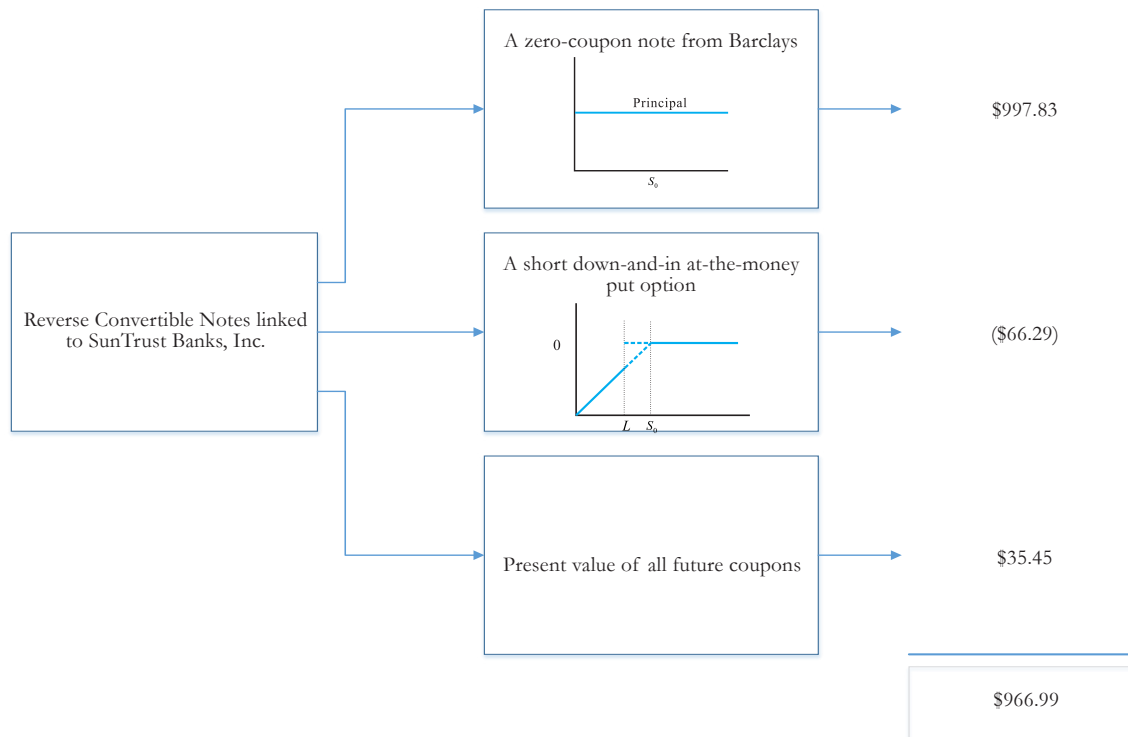 A zero-coupon note from Barclays
Principal
S₀
$997.83
Reverse Convertible Notes linked
to SunTrust Banks, Inc.
A short down-and-in at-the-money
put option
0
L S₀
($66.29)
Present value of all future coupons
$35.45
$966.99